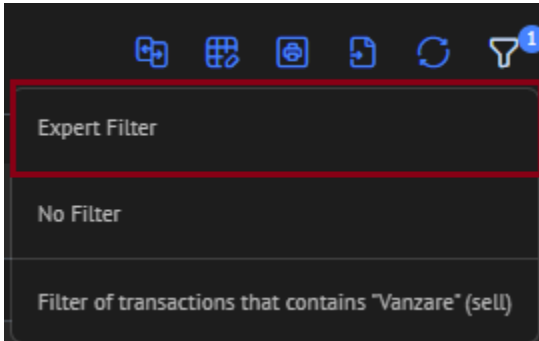 1
Expert Filter
No Filter
Filter of transactions that contains "Vanzare" (sell)